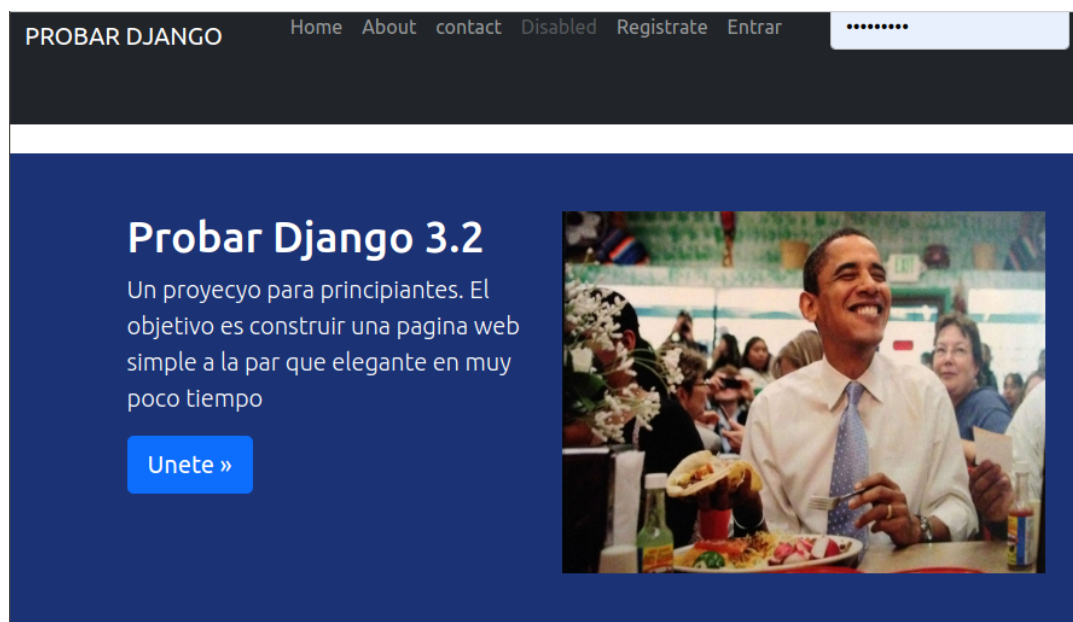 PROBAR DJANGO
Home About contact Disabled Registrate Entrar
•••••••••
Probar Django 3.2
Un proyecyo para principiantes. El
objetivo es construir una pagina web
simple a la par que elegante en muy
poco tiempo
Unete »
EXIT